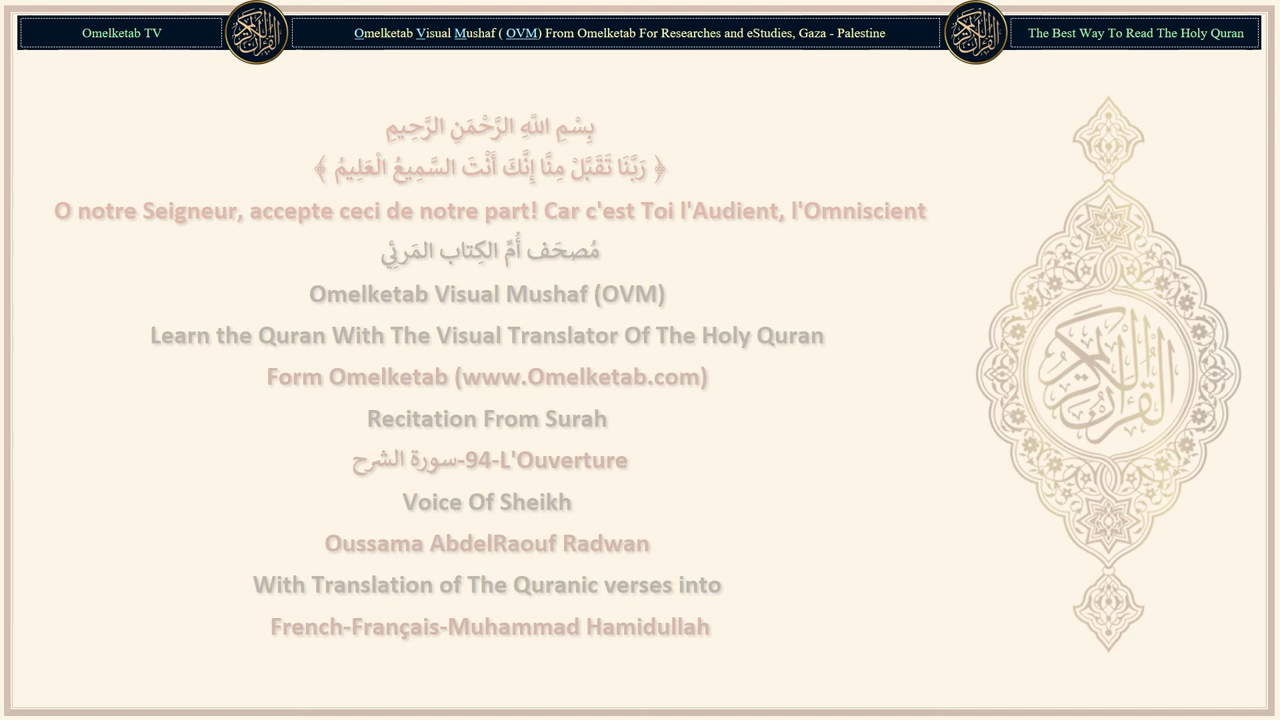 Omelketab TV
Omelketab Visual Mushaf ( OVM) From Omelketab For Researches and eStudies, Gaza - Palestine
The Best Way To Read The Holy Quran
بِسْمِ اللَّهِ الرَّحْمَنِ الرَّحِيمِ
﴿ رَبَّنَا تَقَبَّلْ مِنَّا إِنَّكَ أَنْتَ السَّمِيعُ الْعَلِيمُ ﴾
O notre Seigneur, accepte ceci de notre part! Car c'est Toi l'Audient, l'Omniscient
مُصحَف أُمِّ الكِتاب المَرئِي
Omelketab Visual Mushaf (OVM)
Learn the Quran With The Visual Translator Of The Holy Quran
Form Omelketab (www.Omelketab.com)
Recitation From Surah
سورة الشرح-94-L'Ouverture
Voice Of Sheikh
Oussama AbdelRaouf Radwan
With Translation of The Quranic verses into
French-Français-Muhammad Hamidullah
القرآن الكريم